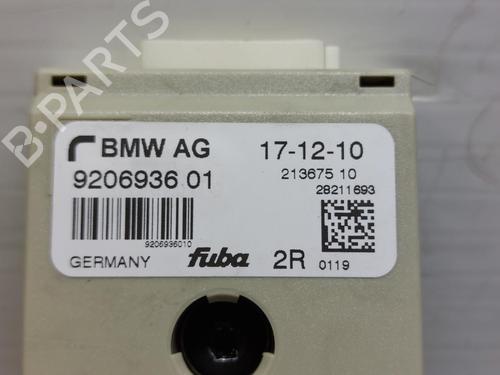 B-PARTS
BMW AG 17-12-10
9206936 01 213675 10
28211693
9206936010
GERMANY fuba 2R 0119